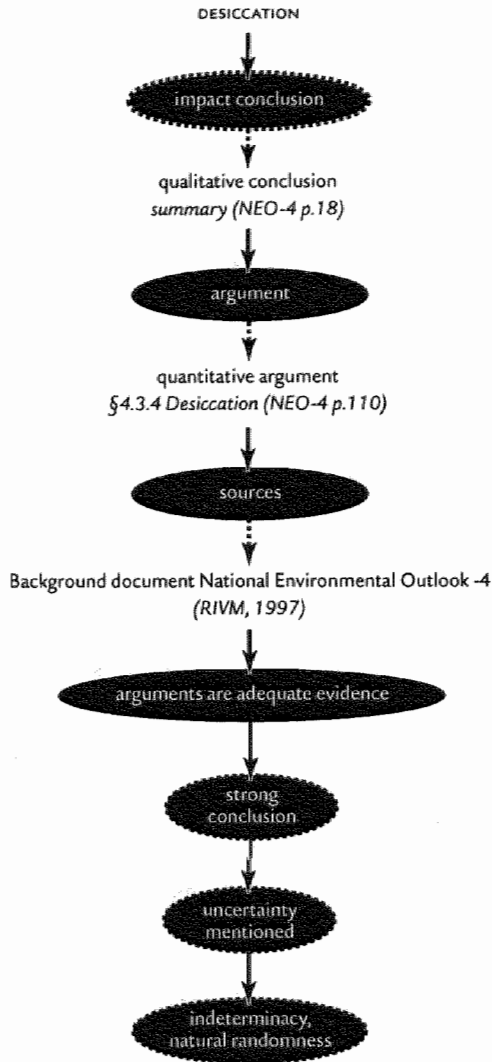 DESICCATION
impact conclusion
qualitative conclusion
summary (NEO-4 p.18)
argument
quantitative argument
§4.3.4 Desiccation (NEO-4 p.110)
sources
Background document National Environmental Outlook -4
(RIVM, 1997)
arguments are adequate evidence
strong
conclusion
uncertainty
mentioned
indeterminacy,
natural randomness